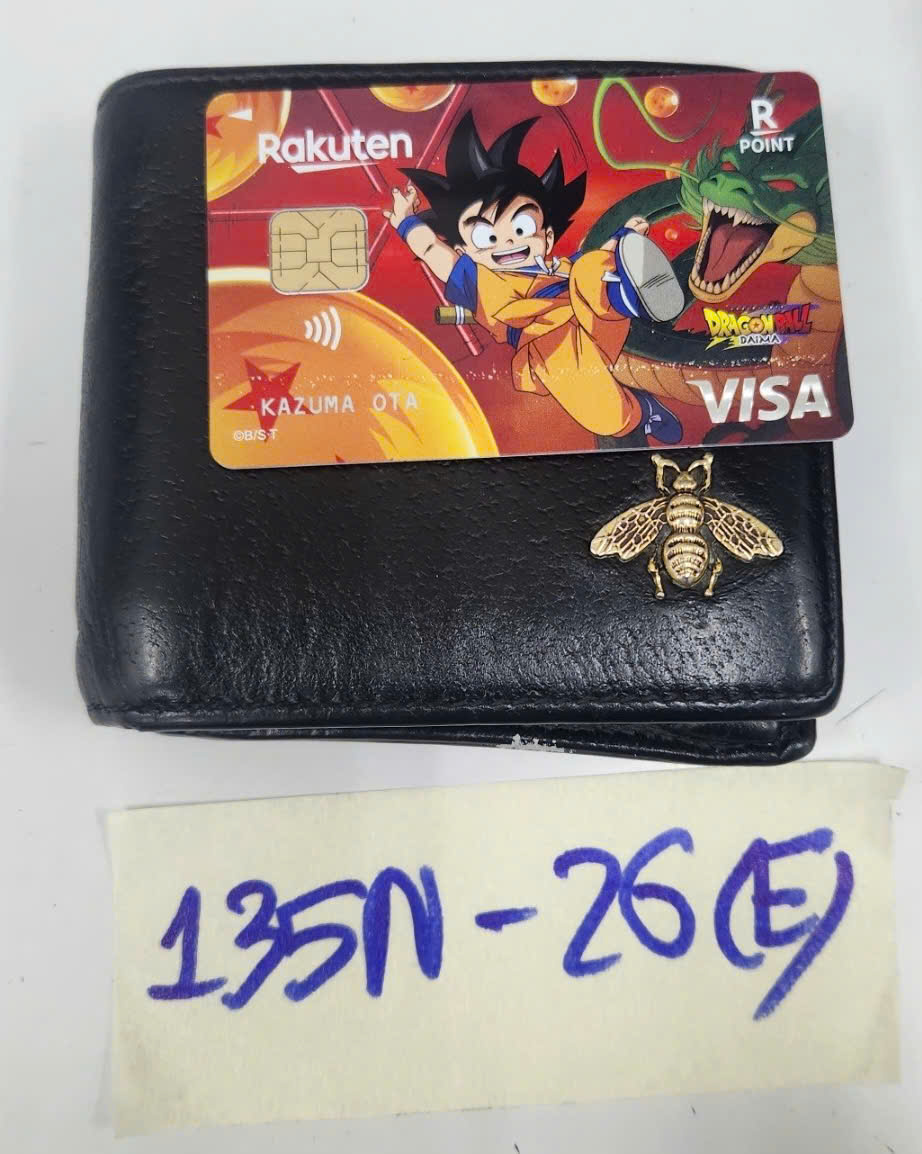 Rakuten
R
POINT
DRAGON BALL
DAIMA
KAZUMA OTA
VISA
©B/S·T
135N-26(E)